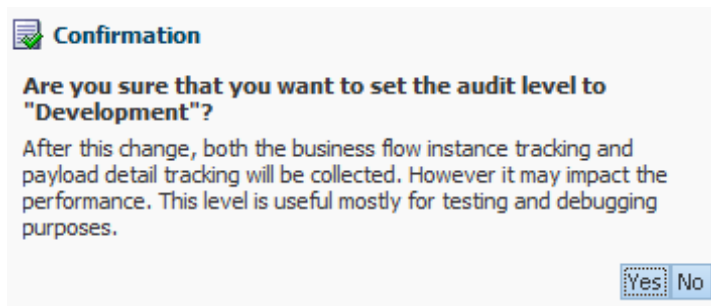 Confirmation
Are you sure that you want to set the audit level to
"Development"?
After this change, both the business flow instance tracking and
payload detail tracking will be collected. However it may impact the
performance. This level is useful mostly for testing and debugging
purposes.
Yes No